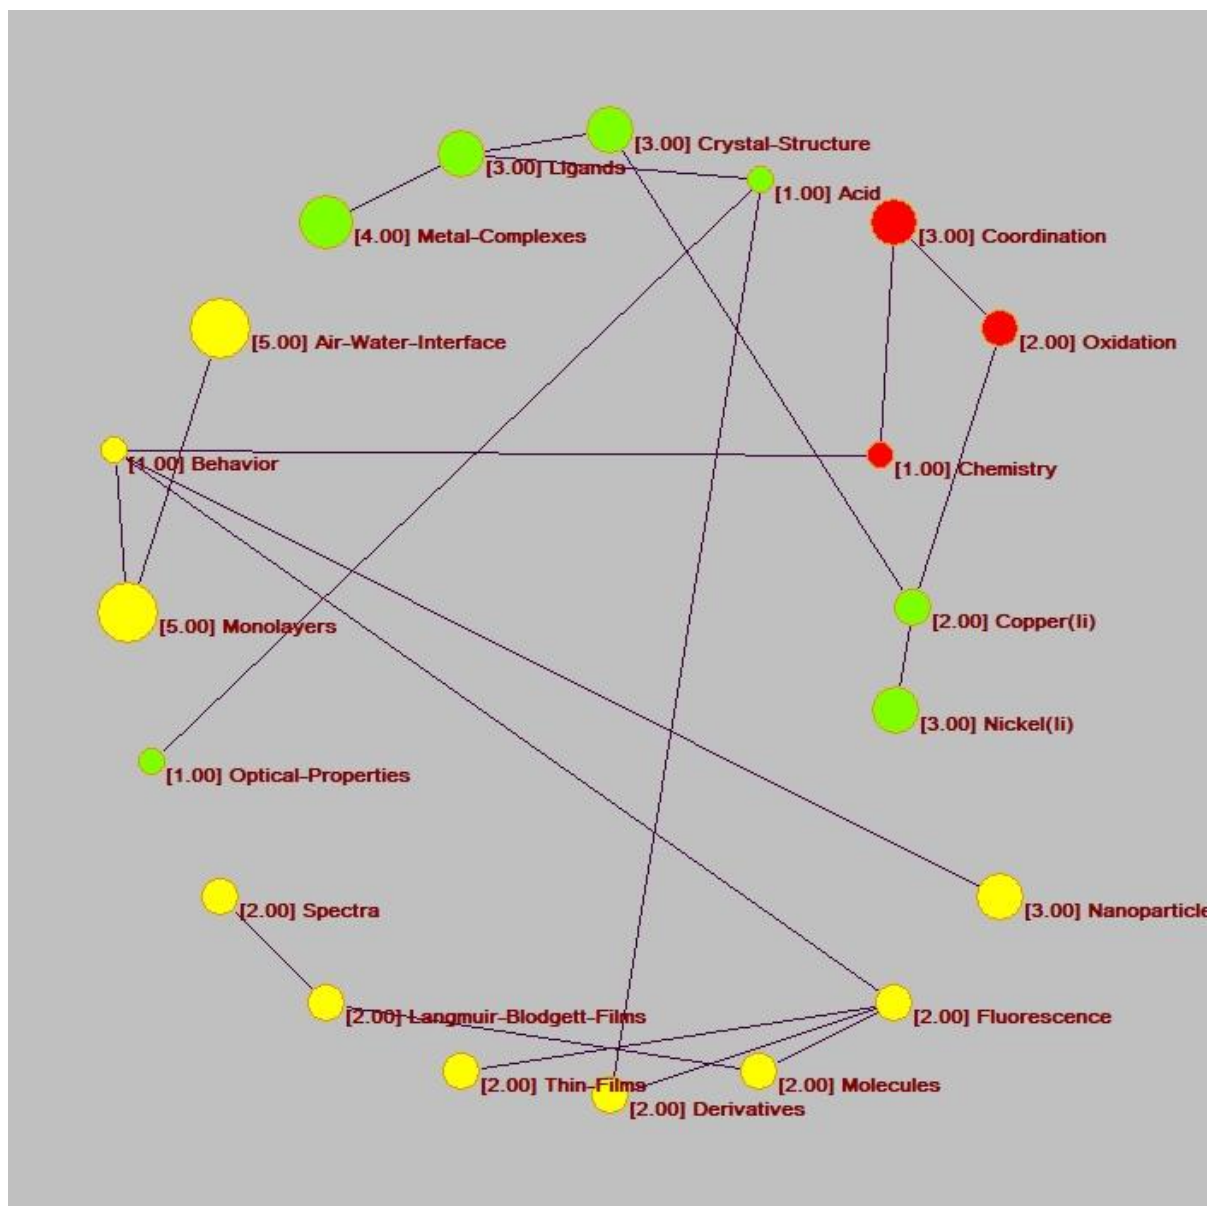 [3.00] Crystal-Structure
[3.00] Ligands
[1.00] Acid
[4.00] Metal-Complexes
[3.00] Coordination
[5.00] Air-Water-Interface
[2.00] Oxidation
[1.00] Behavior
[1.00] Chemistry
[5.00] Monolayers
[2.00] Copper(Ii)
[3.00] Nickel(Ii)
[1.00] Optical-Properties
[2.00] Spectra
[3.00] Nanoparticle
[2.00] Langmuir-Blodgett-Films
[2.00] Fluorescence
[2.00] Thin-Films
[2.00] Molecules
[2.00] Derivatives